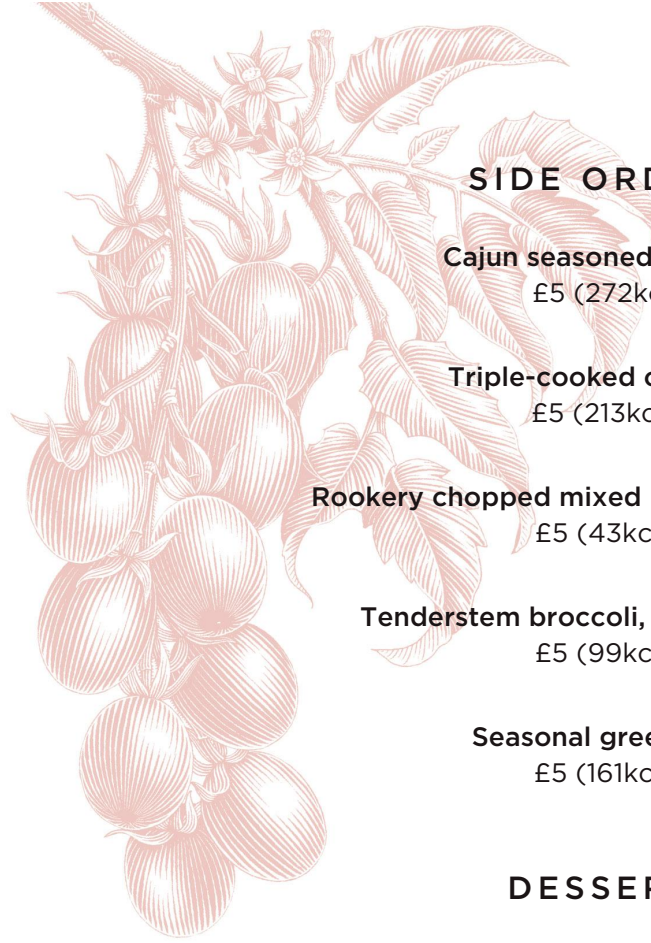 SIDE ORD
Cajun seasoned
£5 (272kc
Triple-cooked c
£5 (213kc
Rookery chopped mixed
£5 (43kc
Tenderstem broccoli,
£5 (99kc
Seasonal gree
£5 (161kc
DESSER